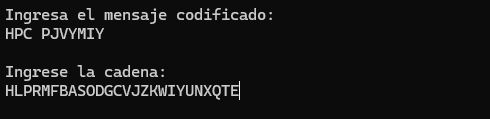 Ingresa el mensaje codificado:
HPC PJVYMIY
Ingrese la cadena:
HLPRMFBASODGCVJZKWIYUNXQTE